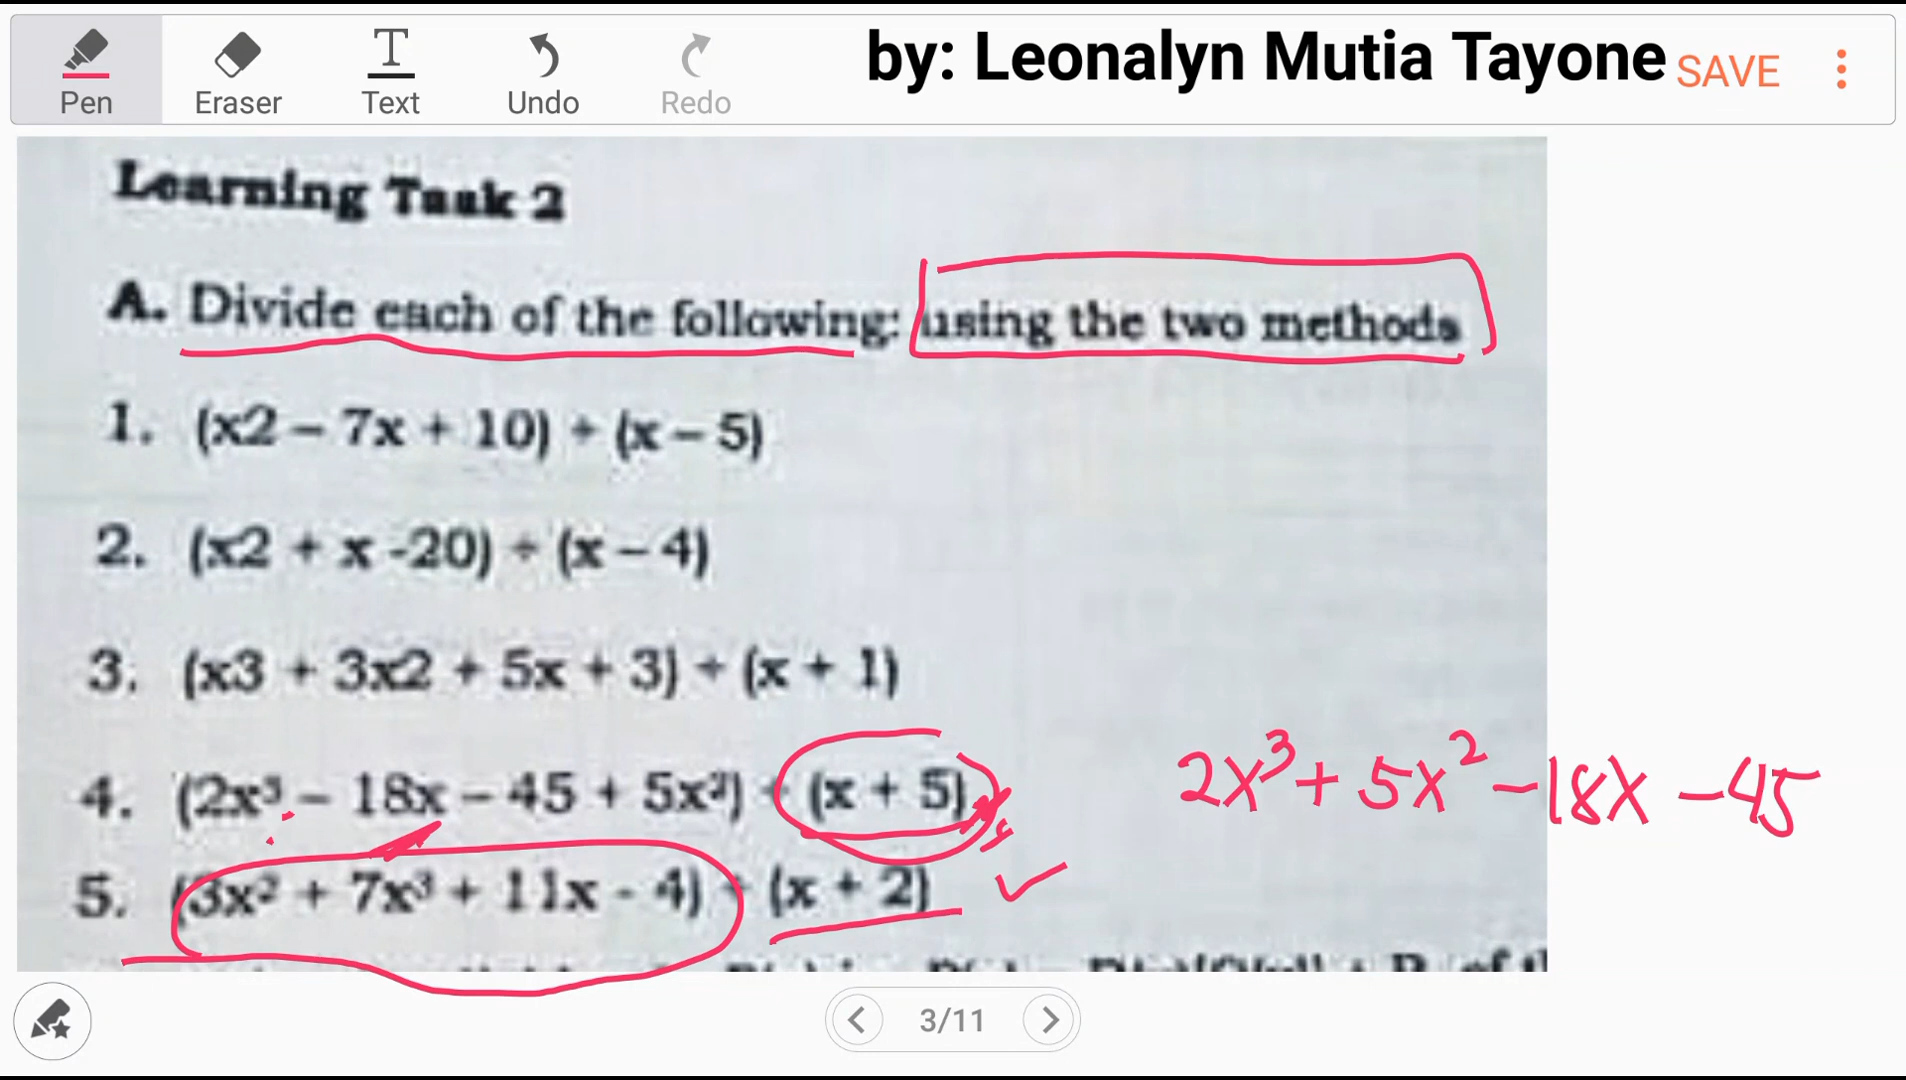 by: Leonalyn Mutia Tayone
SAVE
Pen Eraser Text Undo Redo
Learning Task 2
A. Divide each of the following: using the two methods
1. (x2 – 7x + 10) ÷ (x – 5)
2. (x2 + x -20) ÷ (x – 4)
3. (x3 + 3x2 + 5x + 3) ÷ (x + 1)
4. (2x³ – 18x – 45 + 5x²) ÷ (x + 5)
2x³ + 5x² – 18x – 45
5. (3x² + 7x³ + 11x - 4) ÷ (x + 2)
3/11